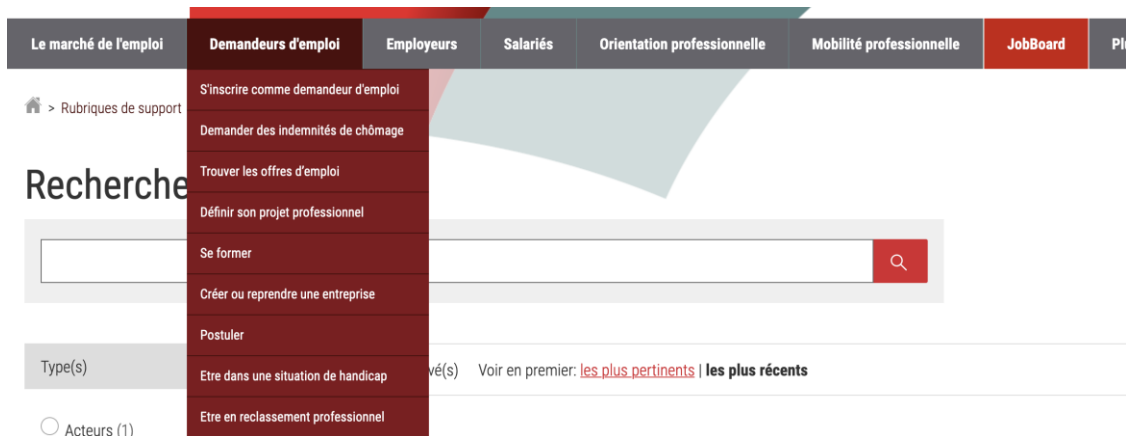 Le marché de l'emploi Demandeurs d'emploi Employeurs Salariés Orientation professionnelle Mobilité professionnelle JobBoard
> Rubriques de support
S'inscrire comme demandeur d'emploi
Demander des indemnités de chômage
Trouver les offres d'emploi
Définir son projet professionnel
Se former
Créer ou reprendre une entreprise
Postuler
Etre dans une situation de handicap
Etre en reclassement professionnel
Recherche
Type(s)
vé(s) Voir en premier: les plus pertinents | les plus récents
Acteurs (1)